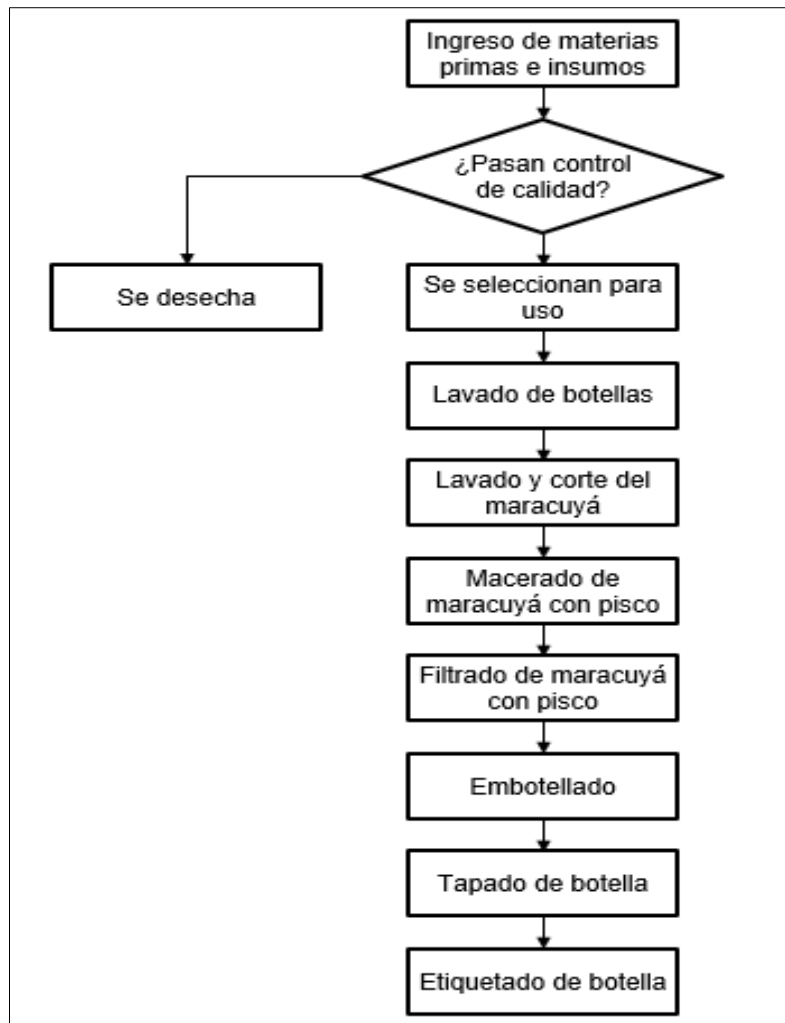 Ingreso de materias
primas e insumos
¿Pasan control
de calidad?
Se desecha
Se seleccionan para
uso
Lavado de botellas
Lavado y corte del
maracuyá
Macerado de
maracuyá con pisco
Filtrado de maracuyá
con pisco
Embotellado
Tapado de botella
Etiquetado de botella